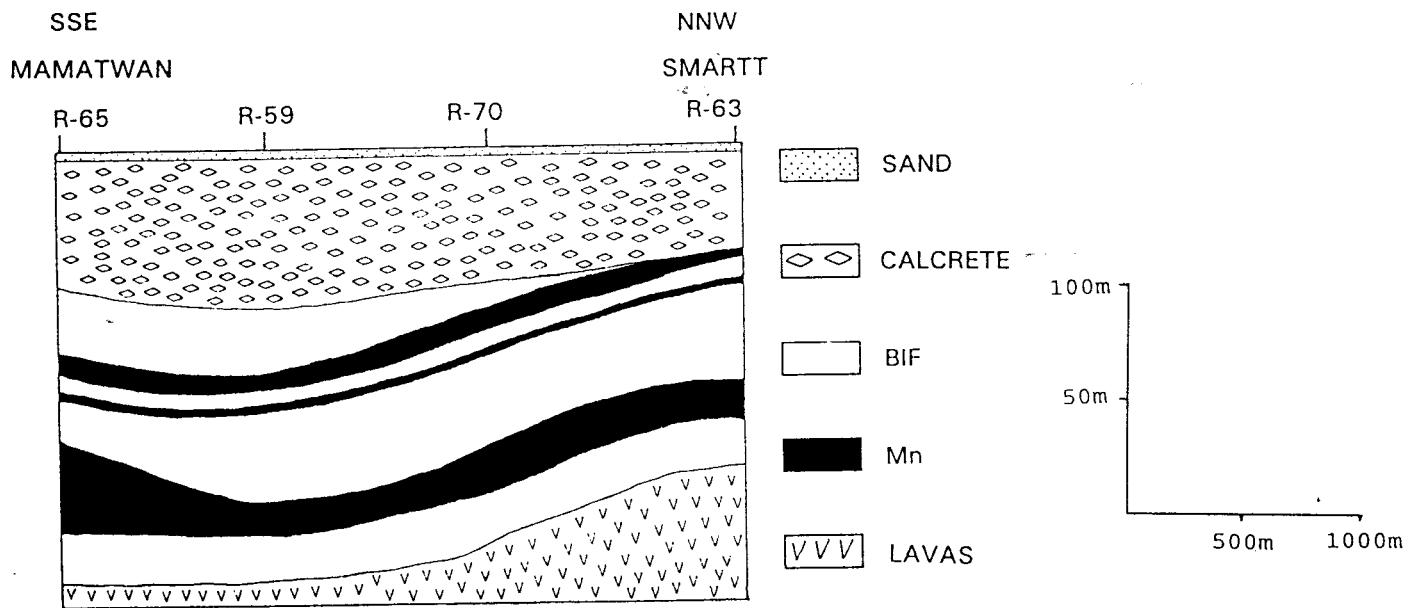 SSE NNW
MAMATWAN SMARTT
R-65 R-59 R-70 R-63
SAND
CALCRETE
BIF
Mn
LAVAS
100m
50m
500m 1000m